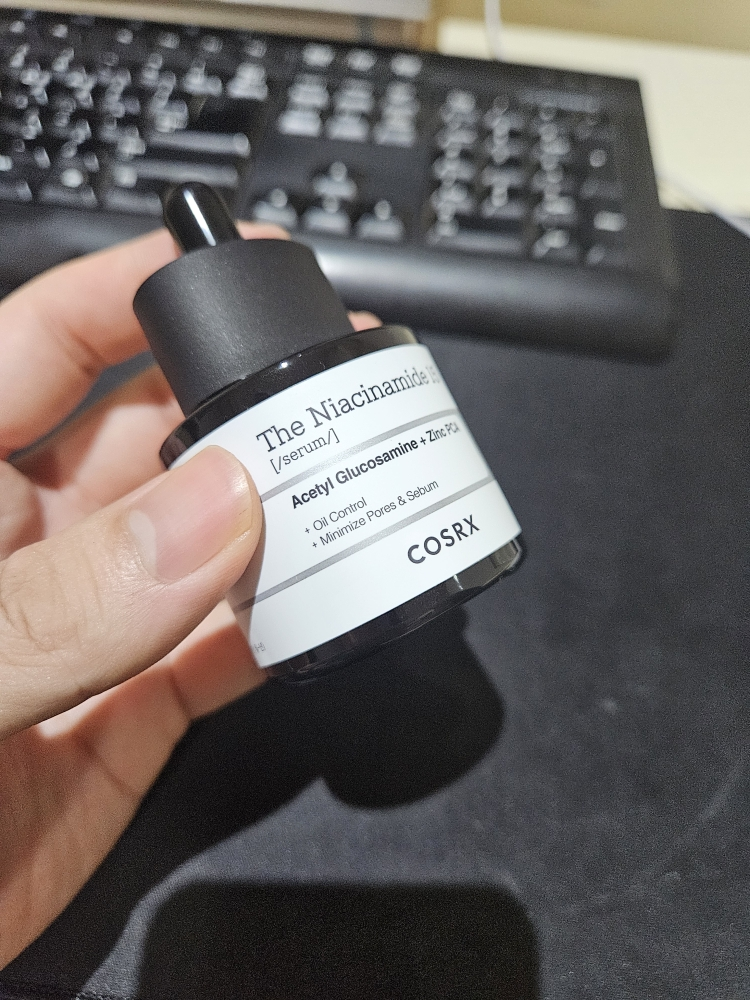 The Niacinamide
[/serum/]
Acetyl Glucosamine + Zinc PCA
+ Oil Control
+ Minimize Pores & Sebum
COSRX